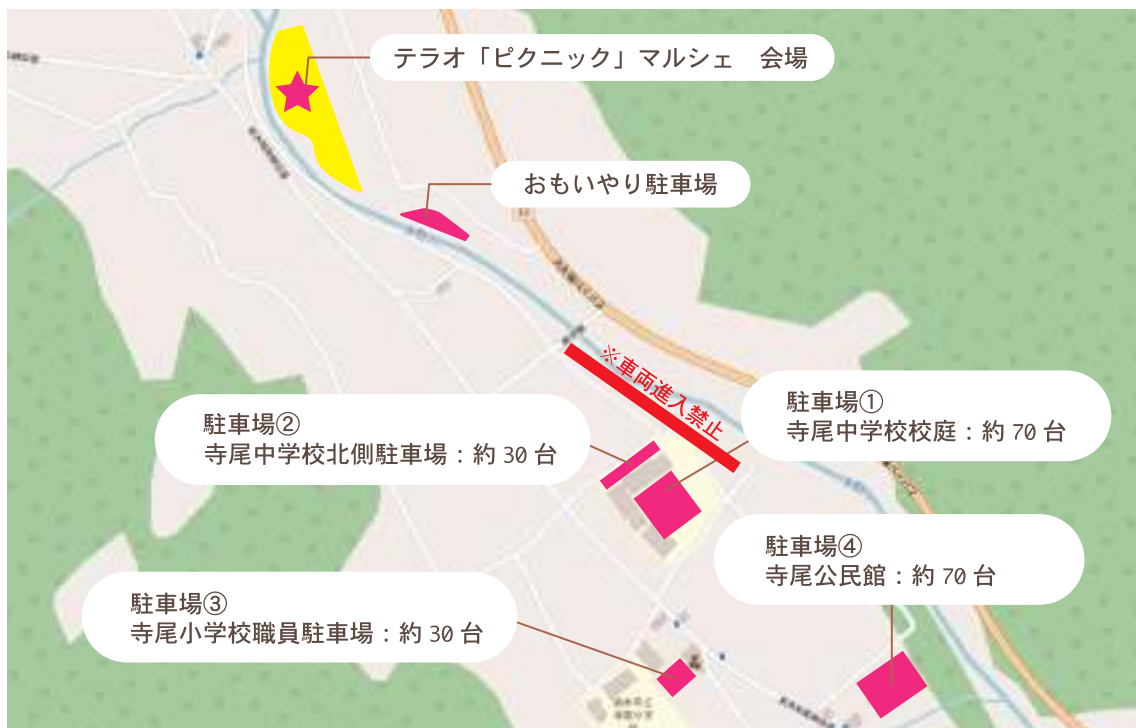 テラオ「ピクニック」マルシェ　会場
おもいやり駐車場
※車両進入禁止
駐車場①
寺尾中学校校庭：約 70 台
駐車場②
寺尾中学校北側駐車場：約 30 台
駐車場④
寺尾公民館：約 70 台
駐車場③
寺尾小学校職員駐車場：約 30 台